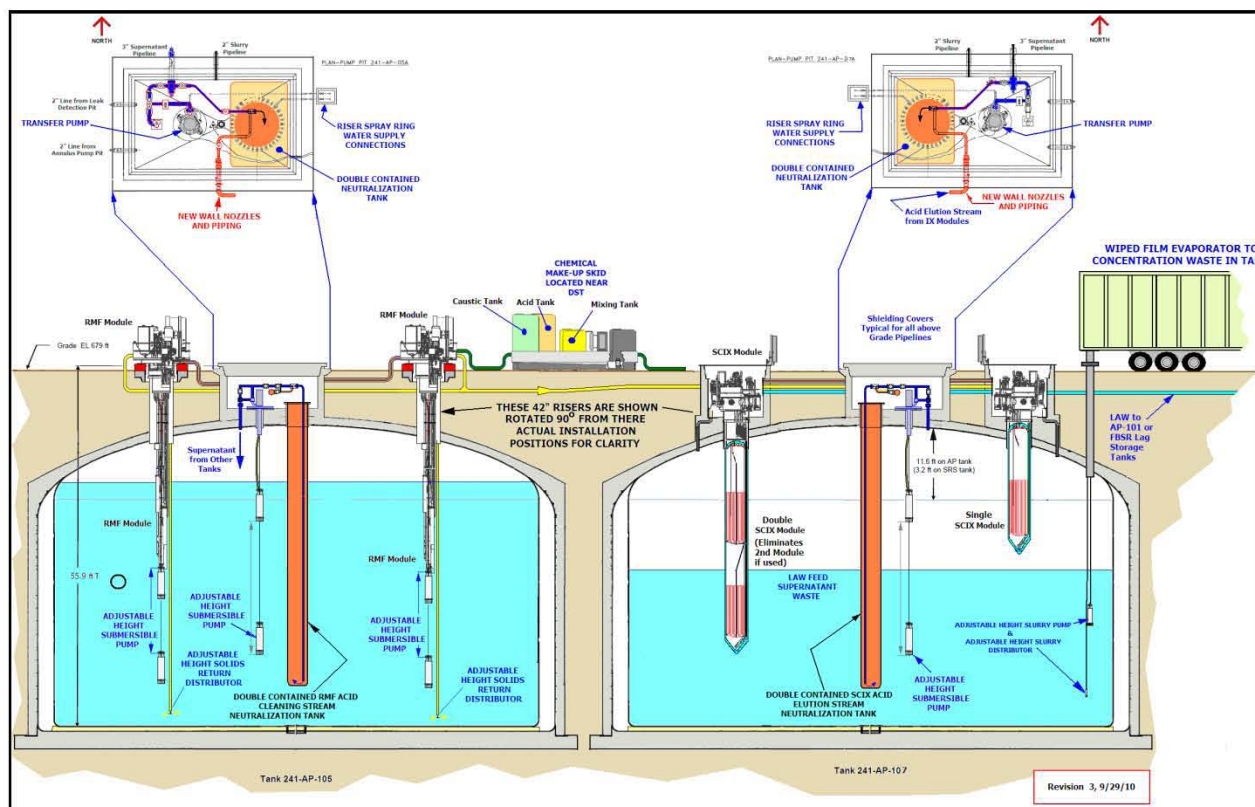 NORTH
3" Supernatant
Pipeline
2" Slurry
Pipeline
PLAN-PUMP PIT 241-AP-05A
2" Line from Leak
Detection Pit
TRANSFER PUMP
2" Line from
Annulus Pump Pit
RISER SPRAY RING
WATER SUPPLY
CONNECTIONS
DOUBLE CONTAINED
NEUTRALIZATION
TANK
NEW WALL NOZZLES
AND PIPING
2" Slurry
Pipeline
3" Supernatant
Pipeline
NORTH
PLAN-PUMP PIT 241-AP-07A
RISER SPRAY RING
WATER SUPPLY
CONNECTIONS
TRANSFER PUMP
DOUBLE CONTAINED
NEUTRALIZATION
TANK
NEW WALL NOZZLES
AND PIPING
Acid Elution Stream
from IX Modules
WIPED FILM EVAPORATOR TO
CONCENTRATION WASTE IN TA
CHEMICAL
MAKE-UP SKID
LOCATED NEAR
DST
Caustic Tank
Acid Tank
Mixing Tank
RMF Module
RMF Module
Grade EL 679 ft
SCIX Module
Shielding Covers
Typical for all above
Grade Pipelines
THESE 42" RISERS ARE SHOWN
ROTATED 90° FROM THERE
ACTUAL INSTALLATION
POSITIONS FOR CLARITY
Supernatant
from Other
Tanks
LAW to
AP-101 or
FBSR Lag
Storage
Tanks
11.6 ft on AP tank
(3.2 ft on SRS tank)
RMF Module
RMF Module
Double
SCIX Module
(Eliminates
2nd Module
if used)
Single
SCIX Module
55.9 ft T
LAW FEED
SUPERNATANT
WASTE
ADJUSTABLE
HEIGHT
SUBMERSIBLE
PUMP
ADJUSTABLE
HEIGHT
SUBMERSIBLE
PUMP
ADJUSTABLE
HEIGHT
SUBMERSIBLE
PUMP
ADJUSTABLE HEIGHT SLURRY PUMP
&
ADJUSTABLE HEIGHT SLURRY
DISTRIBUTOR
ADJUSTABLE
HEIGHT SOLIDS
RETURN
DISTRIBUTOR
ADJUSTABLE
HEIGHT SOLIDS
RETURN
DISTRIBUTOR
DOUBLE CONTAINED RMF ACID
CLEANING STREAM
NEUTRALIZATION TANK
DOUBLE CONTAINED SCIX ACID
ELUTION STREAM
NEUTRALIZATION TANK
ADJUSTABLE
HEIGHT
SUBMERSIBLE
PUMP
Tank 241-AP-105
Tank 241-AP-107
Revision 3, 9/29/10